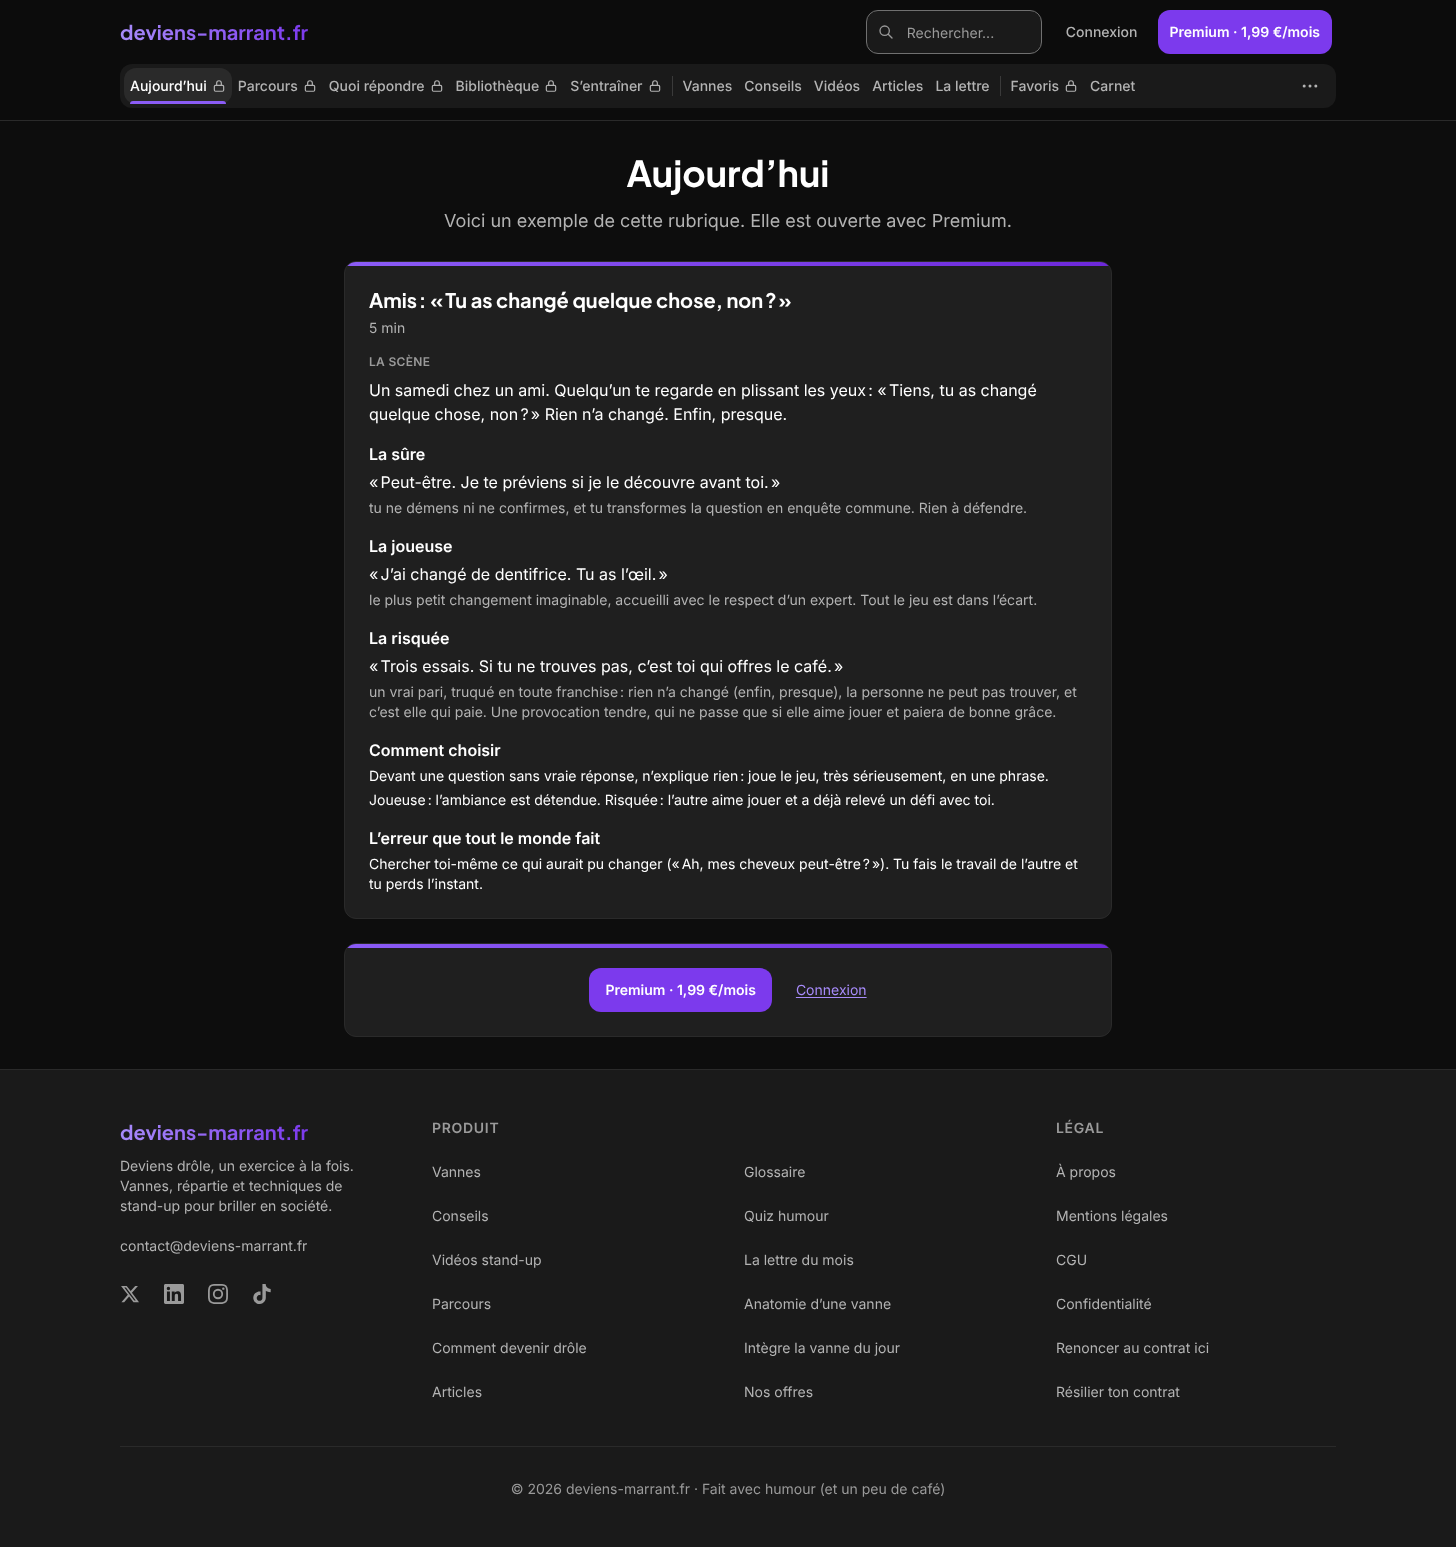 deviens-marrant.fr
Rechercher...
Connexion
Premium · 1,99 €/mois
Aujourd’hui
Parcours
Quoi répondre
Bibliothèque
S’entraîner
Vannes
Conseils
Vidéos
Articles
La lettre
Favoris
Carnet
Aujourd’hui
Voici un exemple de cette rubrique. Elle est ouverte avec Premium.
Amis : « Tu as changé quelque chose, non ? »
5 min
LA SCÈNE
Un samedi chez un ami. Quelqu’un te regarde en plissant les yeux : « Tiens, tu as changé
quelque chose, non ? » Rien n’a changé. Enfin, presque.
La sûre
« Peut-être. Je te préviens si je le découvre avant toi. »
tu ne démens ni ne confirmes, et tu transformes la question en enquête commune. Rien à défendre.
La joueuse
« J’ai changé de dentifrice. Tu as l’œil. »
le plus petit changement imaginable, accueilli avec le respect d’un expert. Tout le jeu est dans l’écart.
La risquée
« Trois essais. Si tu ne trouves pas, c’est toi qui offres le café. »
un vrai pari, truqué en toute franchise : rien n’a changé (enfin, presque), la personne ne peut pas trouver, et
c’est elle qui paie. Une provocation tendre, qui ne passe que si elle aime jouer et paiera de bonne grâce.
Comment choisir
Devant une question sans vraie réponse, n’explique rien : joue le jeu, très sérieusement, en une phrase.
Joueuse : l’ambiance est détendue. Risquée : l’autre aime jouer et a déjà relevé un défi avec toi.
L’erreur que tout le monde fait
Chercher toi-même ce qui aurait pu changer (« Ah, mes cheveux peut-être ? »). Tu fais le travail de l’autre et
tu perds l’instant.
Premium · 1,99 €/mois
Connexion
deviens-marrant.fr
Deviens drôle, un exercice à la fois.
Vannes, répartie et techniques de
stand-up pour briller en société.
contact@deviens-marrant.fr
PRODUIT
Vannes
Conseils
Vidéos stand-up
Parcours
Comment devenir drôle
Articles
Glossaire
Quiz humour
La lettre du mois
Anatomie d’une vanne
Intègre la vanne du jour
Nos offres
LÉGAL
À propos
Mentions légales
CGU
Confidentialité
Renoncer au contrat ici
Résilier ton contrat
© 2026 deviens-marrant.fr · Fait avec humour (et un peu de café)